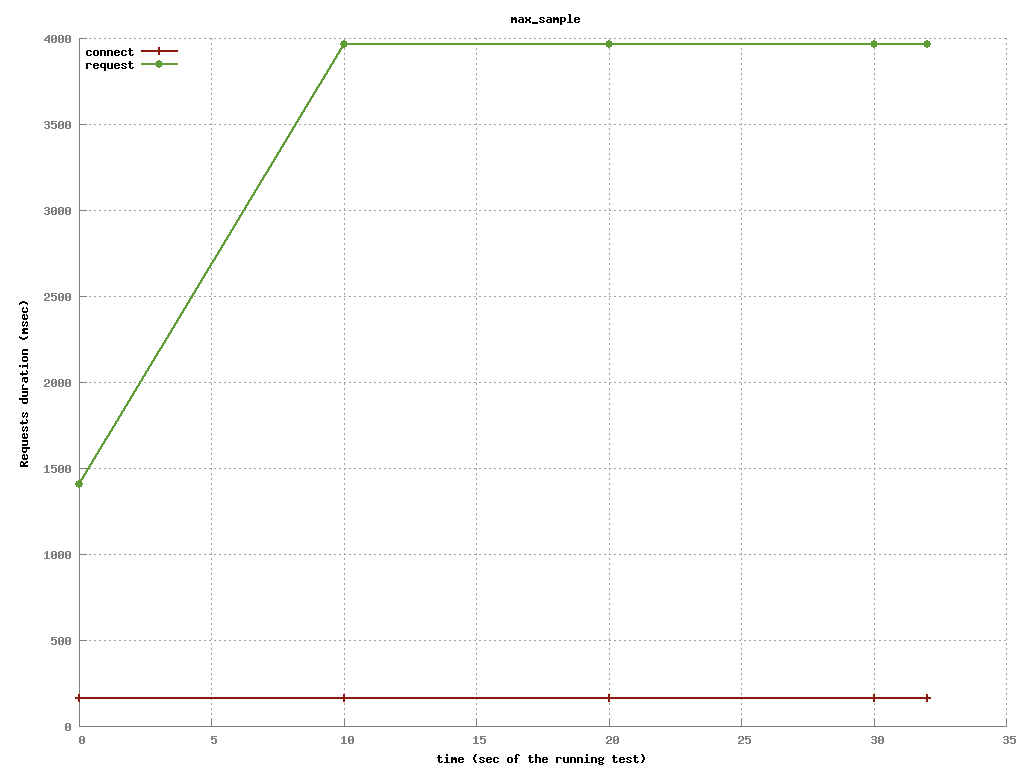 max_sample
connect
request
4000
3500
3000
2500
2000
1500
1000
500
0
Requests duration (msec)
0 5 10 15 20 25 30 35
time (sec of the running test)